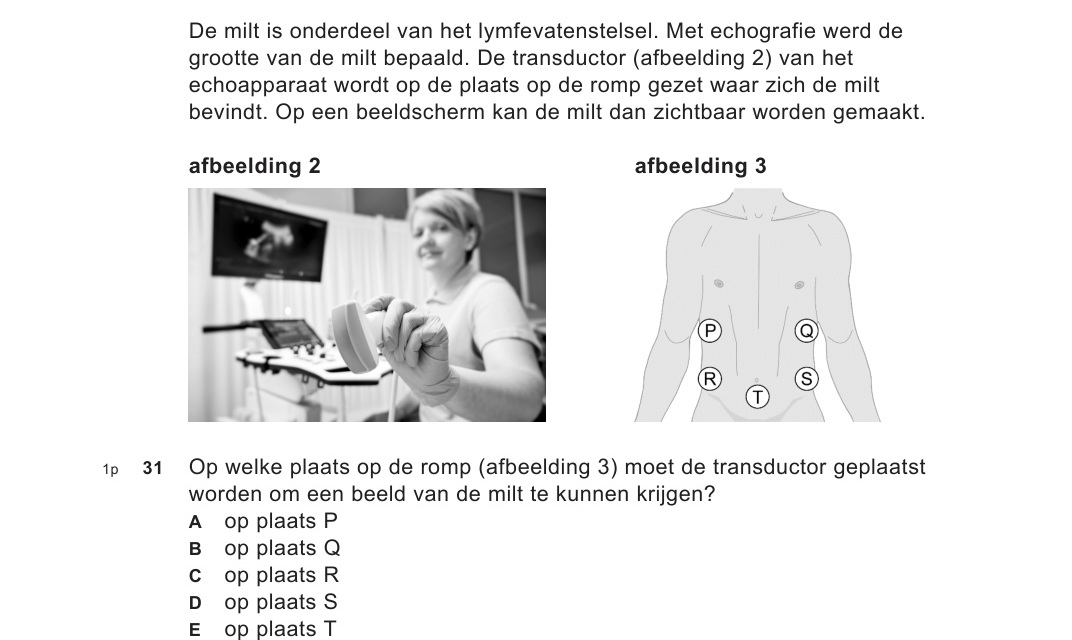 De milt is onderdeel van het lymfevatenstelsel. Met echografie werd de
grootte van de milt bepaald. De transductor (afbeelding 2) van het
echoapparaat wordt op de plaats op de romp gezet waar zich de milt
bevindt. Op een beeldscherm kan de milt dan zichtbaar worden gemaakt.
afbeelding 2
afbeelding 3
P
Q
R
S
T
1p 31 Op welke plaats op de romp (afbeelding 3) moet de transductor geplaatst
worden om een beeld van de milt te kunnen krijgen?
A op plaats P
B op plaats Q
C op plaats R
D op plaats S
E op plaats T